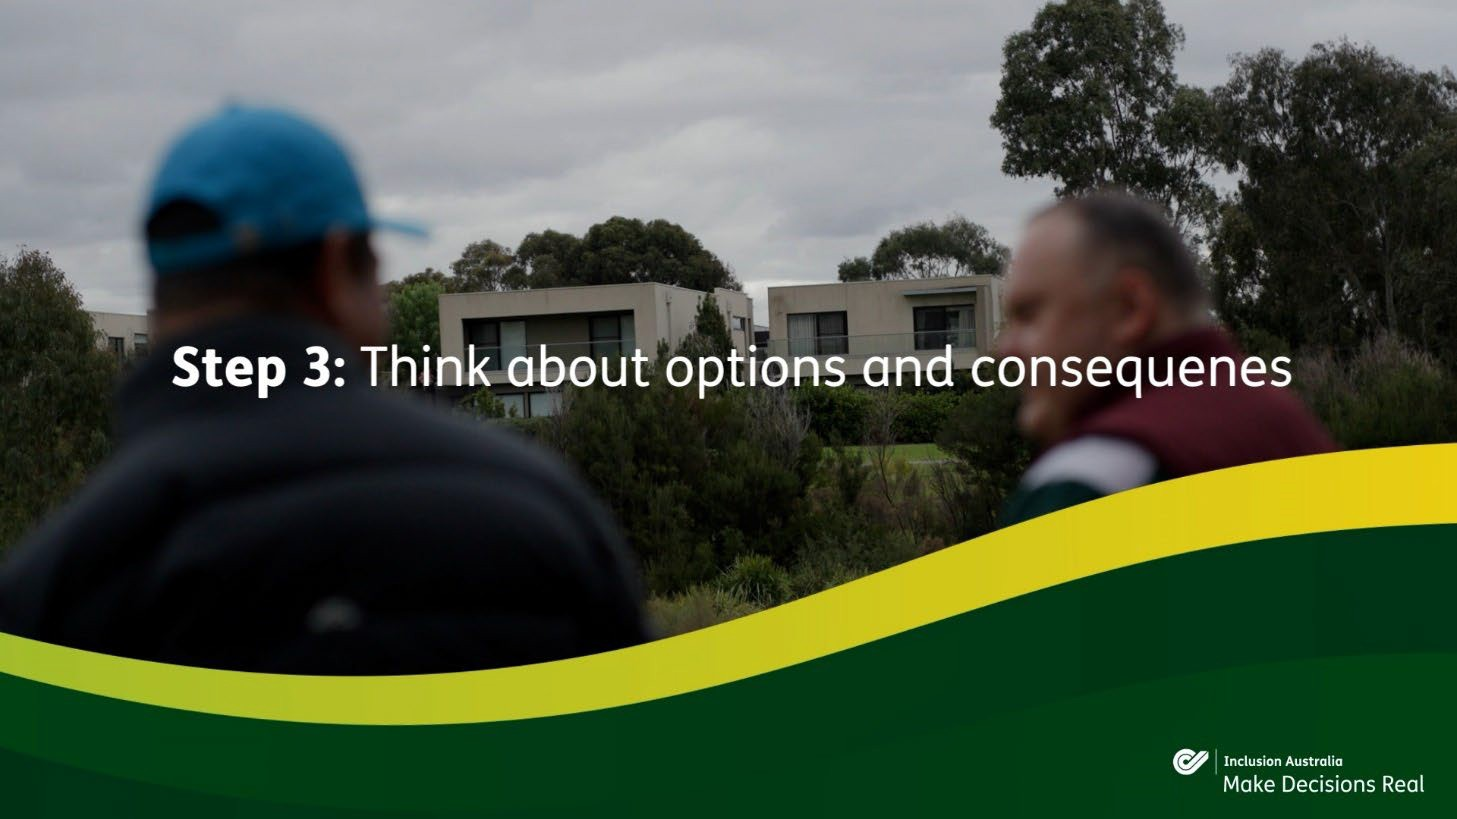 Step 3: Think about options and consequenes
Inclusion Australia
Make Decisions Real